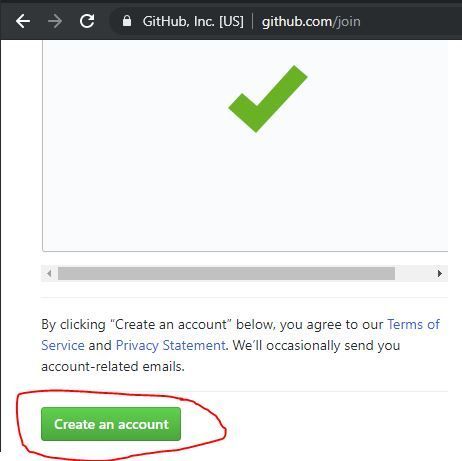 GitHub, Inc. [US] | github.com/join
By clicking “Create an account” below, you agree to our Terms of
Service and Privacy Statement. We’ll occasionally send you
account-related emails.
Create an account